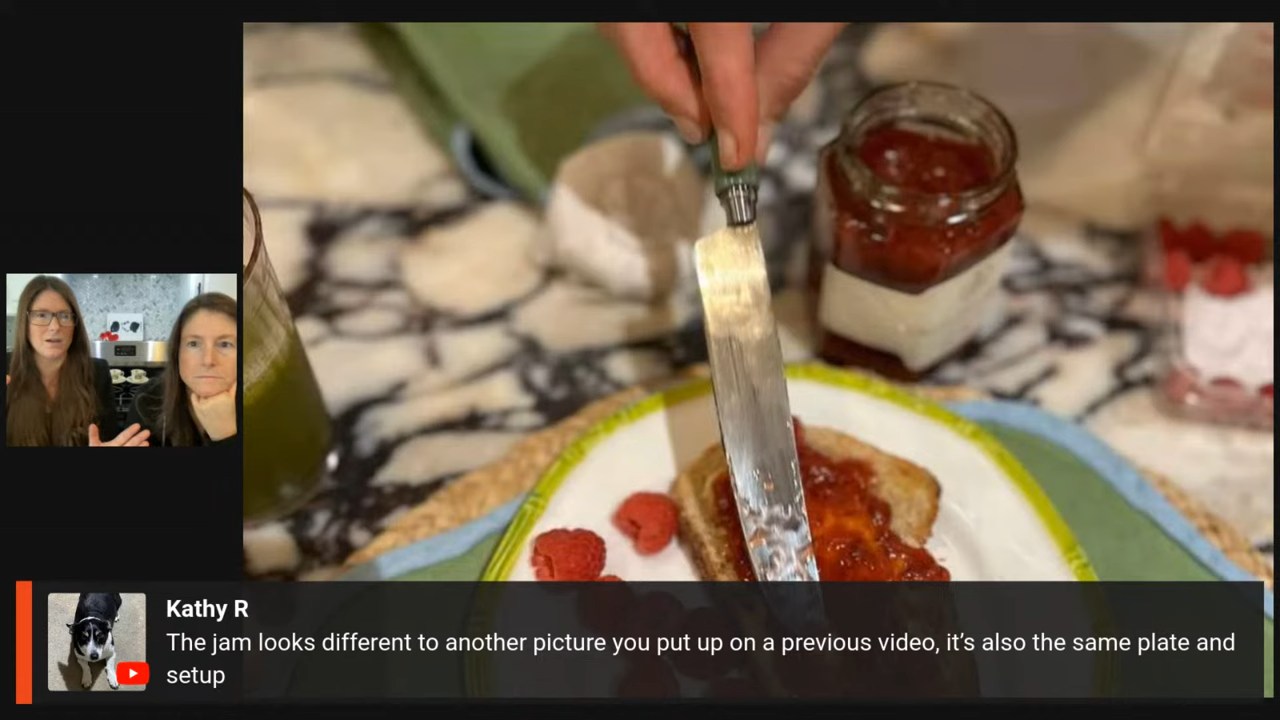 Kathy R
The jam looks different to another picture you put up on a previous video, it’s also the same plate and
setup